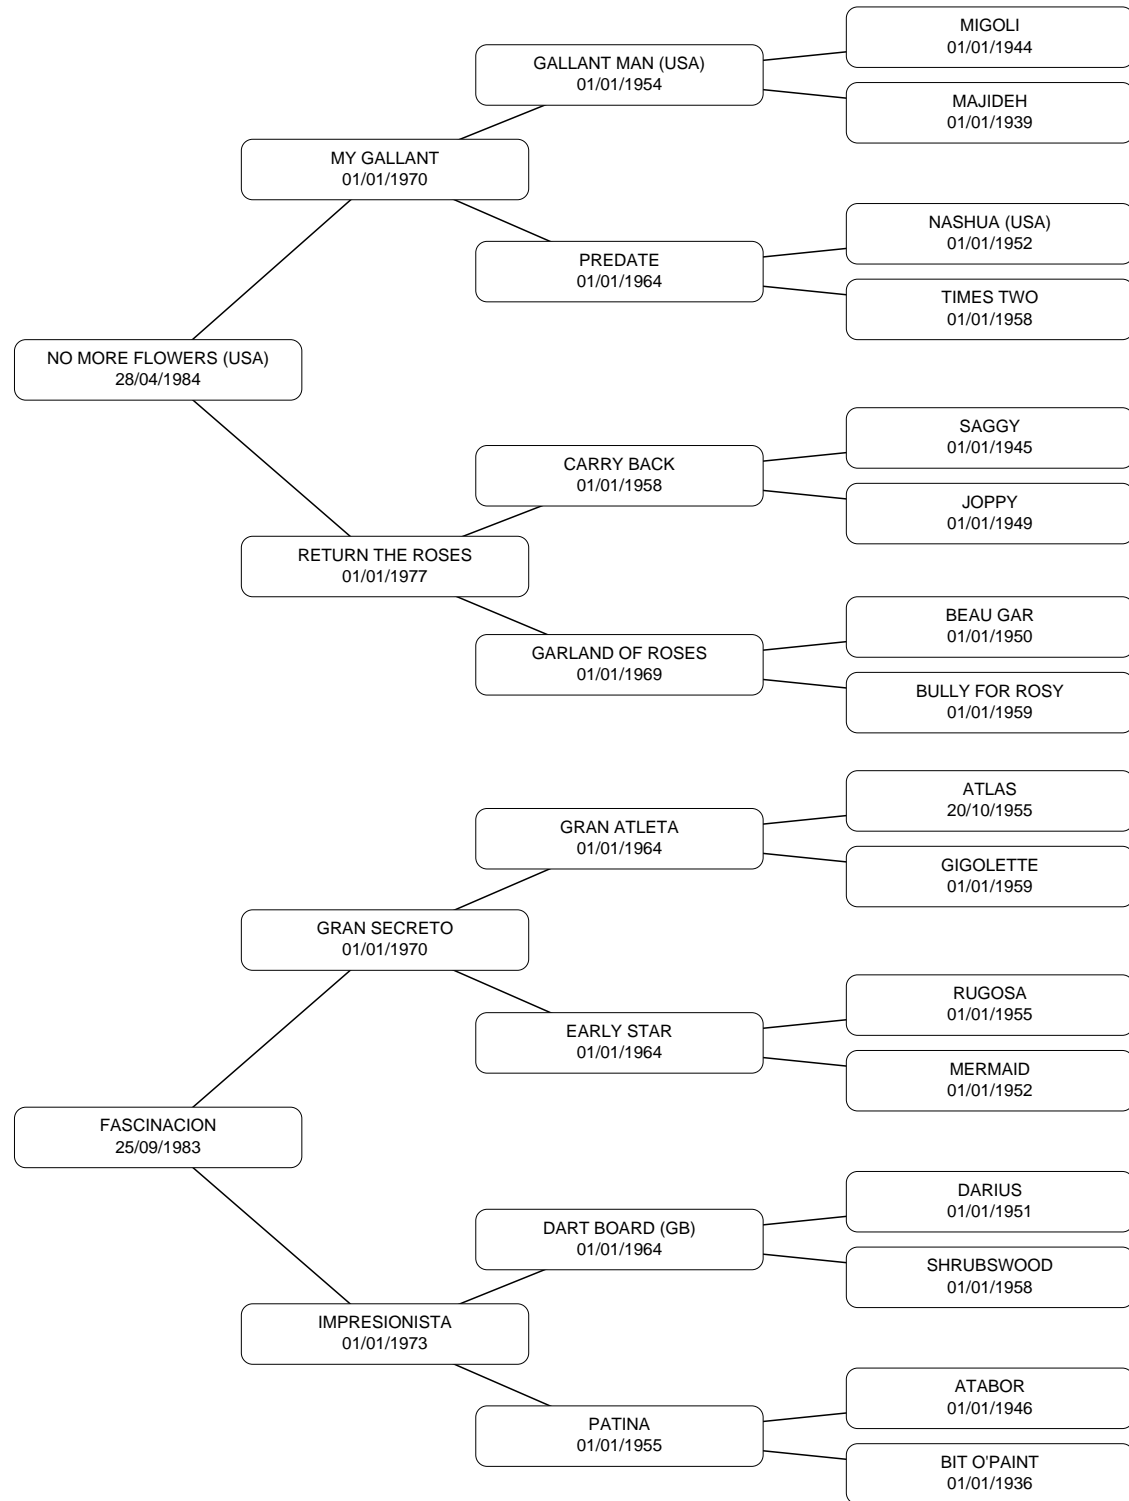 MIGOLI
01/01/1944
GALLANT MAN (USA)
01/01/1954
MAJIDEH
01/01/1939
MY GALLANT
01/01/1970
NASHUA (USA)
01/01/1952
PREDATE
01/01/1964
TIMES TWO
01/01/1958
NO MORE FLOWERS (USA)
28/04/1984
SAGGY
01/01/1945
CARRY BACK
01/01/1958
JOPPY
01/01/1949
RETURN THE ROSES
01/01/1977
BEAU GAR
01/01/1950
GARLAND OF ROSES
01/01/1969
BULLY FOR ROSY
01/01/1959
ATLAS
20/10/1955
GRAN ATLETA
01/01/1964
GIGOLETTE
01/01/1959
GRAN SECRETO
01/01/1970
RUGOSA
01/01/1955
EARLY STAR
01/01/1964
MERMAID
01/01/1952
FASCINACION
25/09/1983
DARIUS
01/01/1951
DART BOARD (GB)
01/01/1964
SHRUBSWOOD
01/01/1958
IMPRESIONISTA
01/01/1973
ATABOR
01/01/1946
PATINA
01/01/1955
BIT O'PAINT
01/01/1936